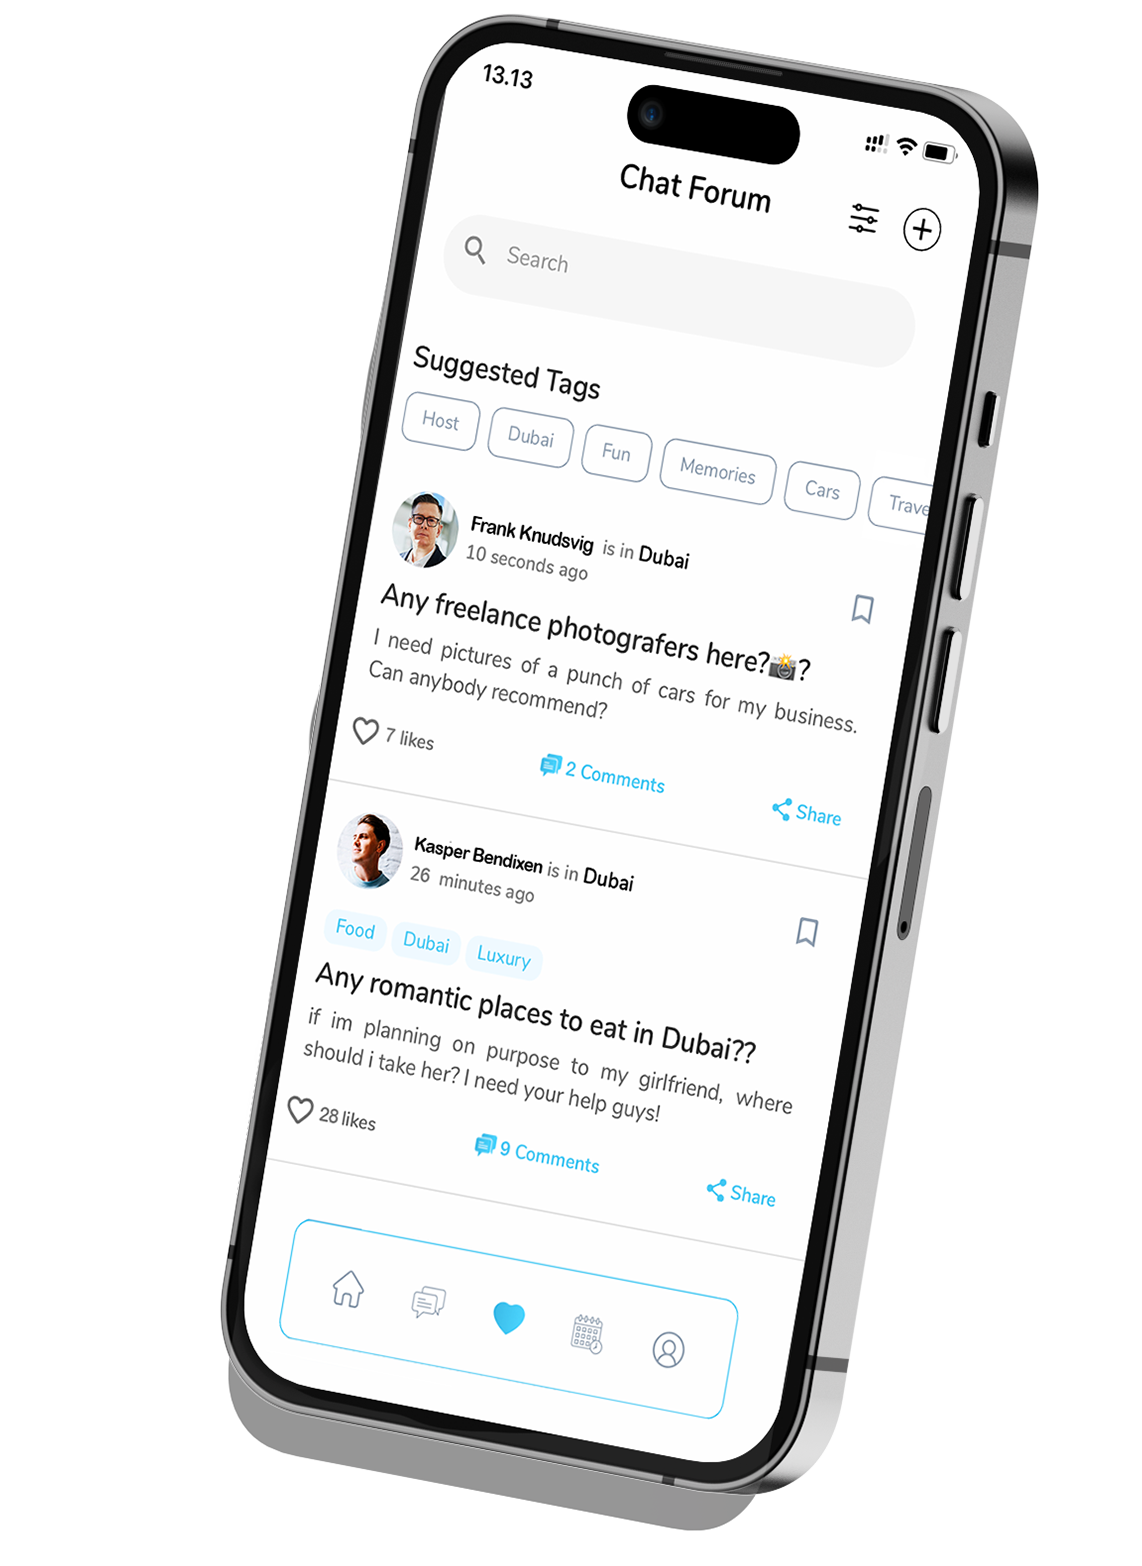 13.13
Chat Forum
Search
Suggested Tags
Host Dubai Fun Memories Cars Trave
Frank Knudsvig is in Dubai
10 seconds ago
Any freelance photografers here?📸?
I need pictures of a punch of cars for my business.
Can anybody recommend?
7 likes 2 Comments Share
Kasper Bendixen is in Dubai
26 minutes ago
Food Dubai Luxury
Any romantic places to eat in Dubai??
if im planning on purpose to my girlfriend, where
should i take her? I need your help guys!
28 likes 9 Comments Share